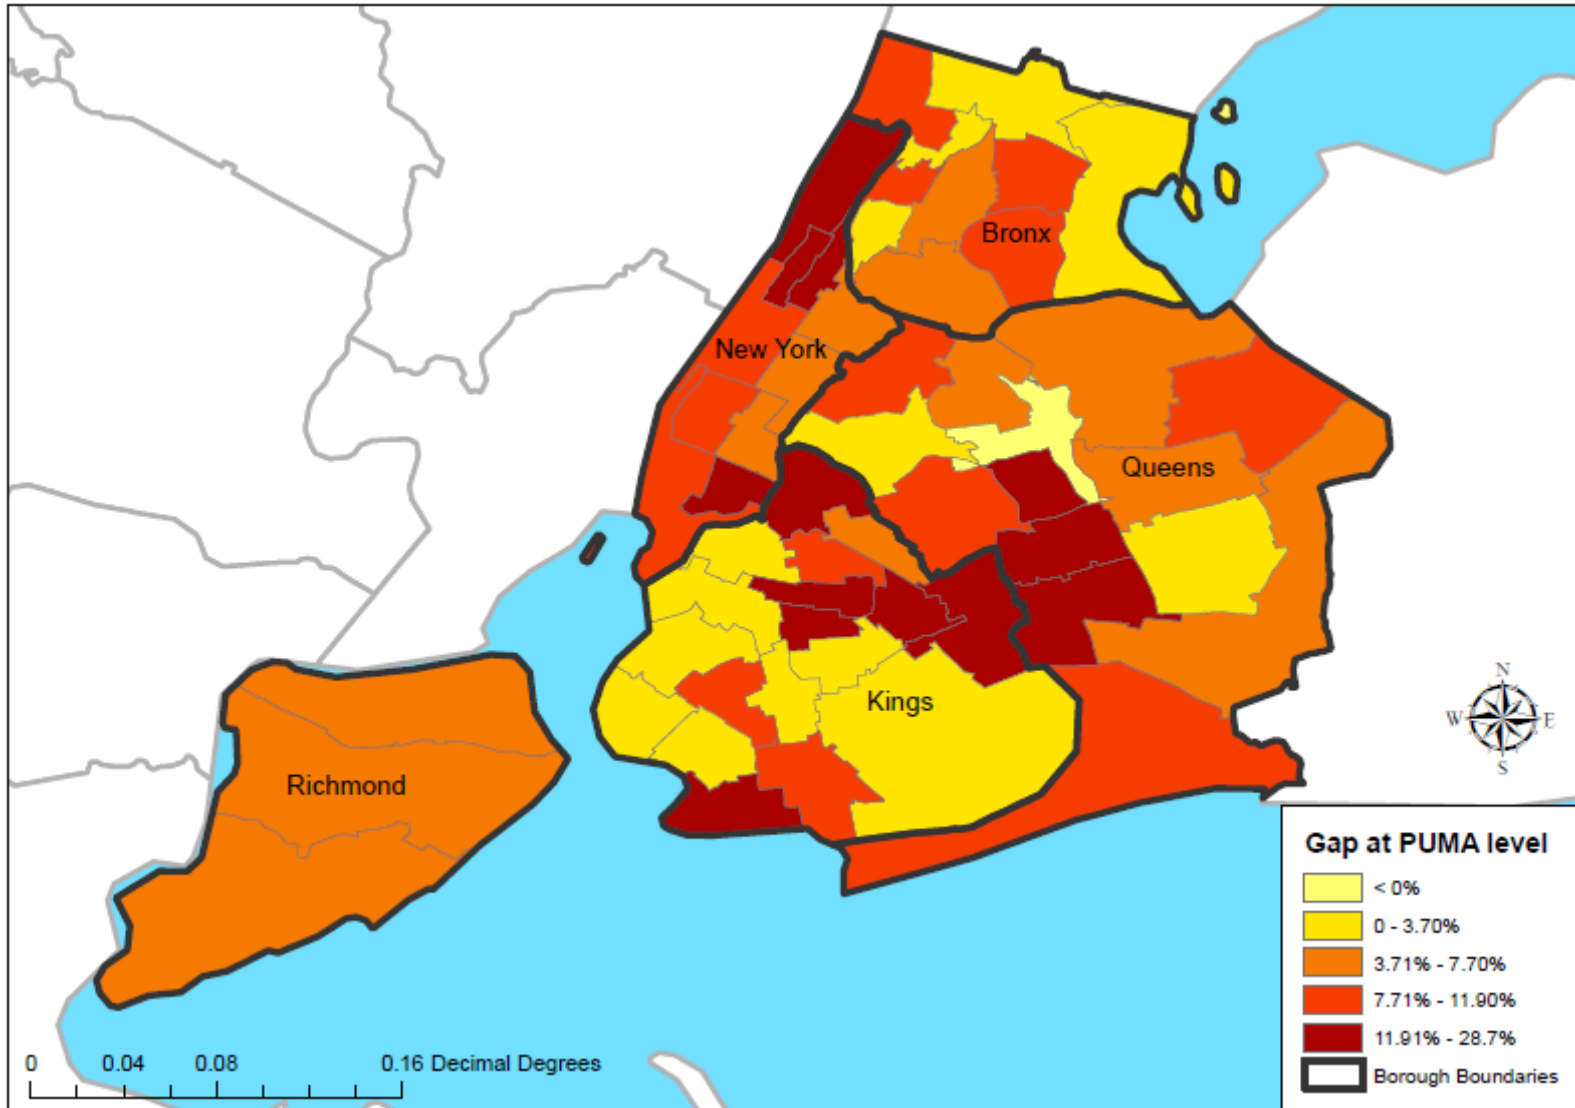 Bronx
New York
Queens
Kings
Richmond
N
W E
S
Gap at PUMA level
< 0%
0 - 3.70%
3.71% - 7.70%
7.71% - 11.90%
11.91% - 28.7%
Borough Boundaries
0 0.04 0.08 0.16 Decimal Degrees